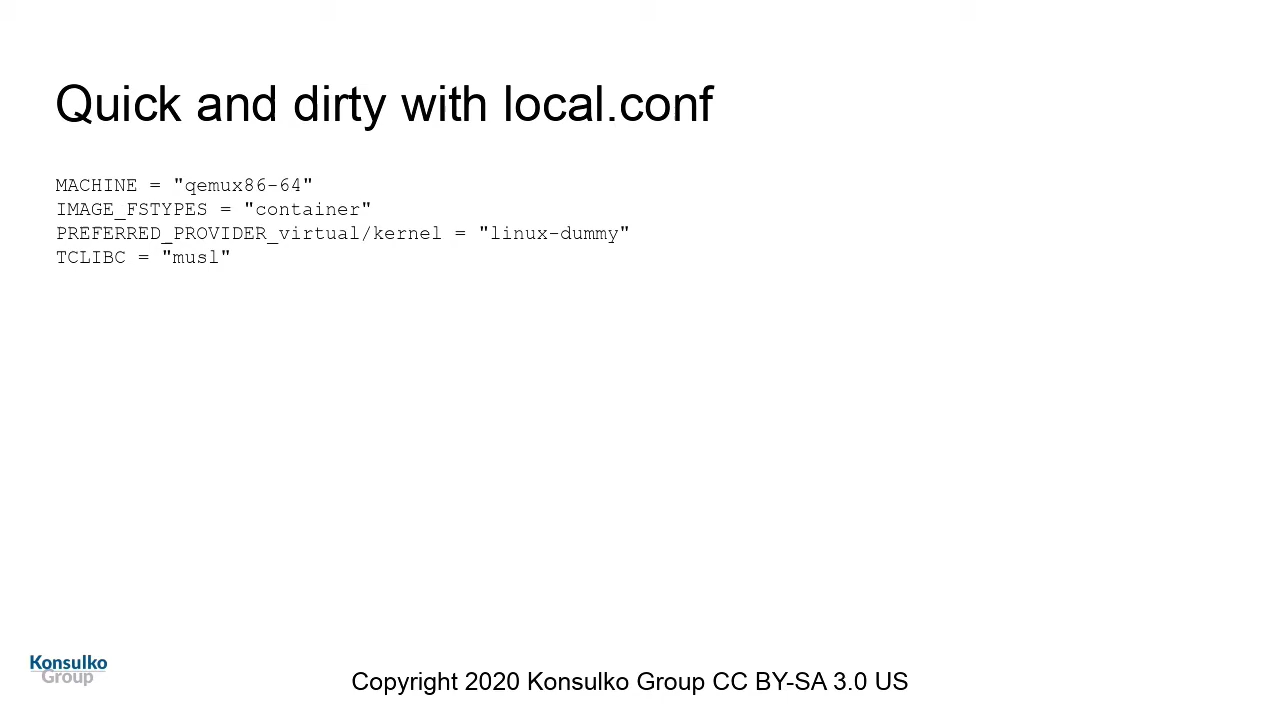 Quick and dirty with local.conf
MACHINE = "qemux86-64"
IMAGE_FSTYPES = "container"
PREFERRED_PROVIDER_virtual/kernel = "linux-dummy"
TCLIBC = "musl"
Konsulko
Group
Copyright 2020 Konsulko Group CC BY-SA 3.0 US